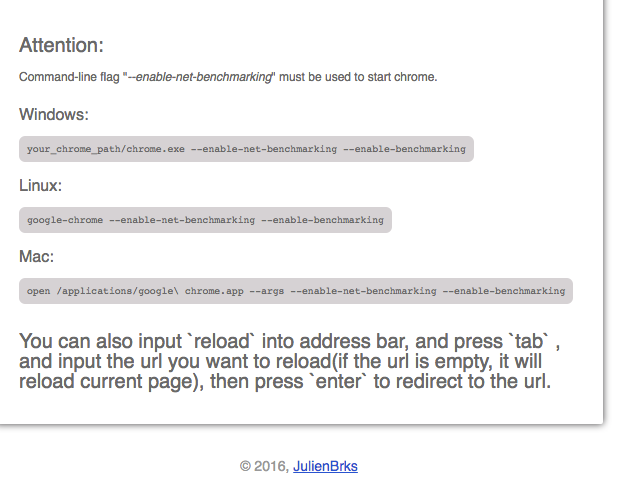 Attention:
Command-line flag "--enable-net-benchmarking" must be used to start chrome.
Windows:
your_chrome_path/chrome.exe --enable-net-benchmarking --enable-benchmarking
Linux:
google-chrome --enable-net-benchmarking --enable-benchmarking
Mac:
open /applications/google\ chrome.app --args --enable-net-benchmarking --enable-benchmarking
You can also input `reload` into address bar, and press `tab` ,
and input the url you want to reload(if the url is empty, it will
reload current page), then press `enter` to redirect to the url.
© 2016, JulienBrks